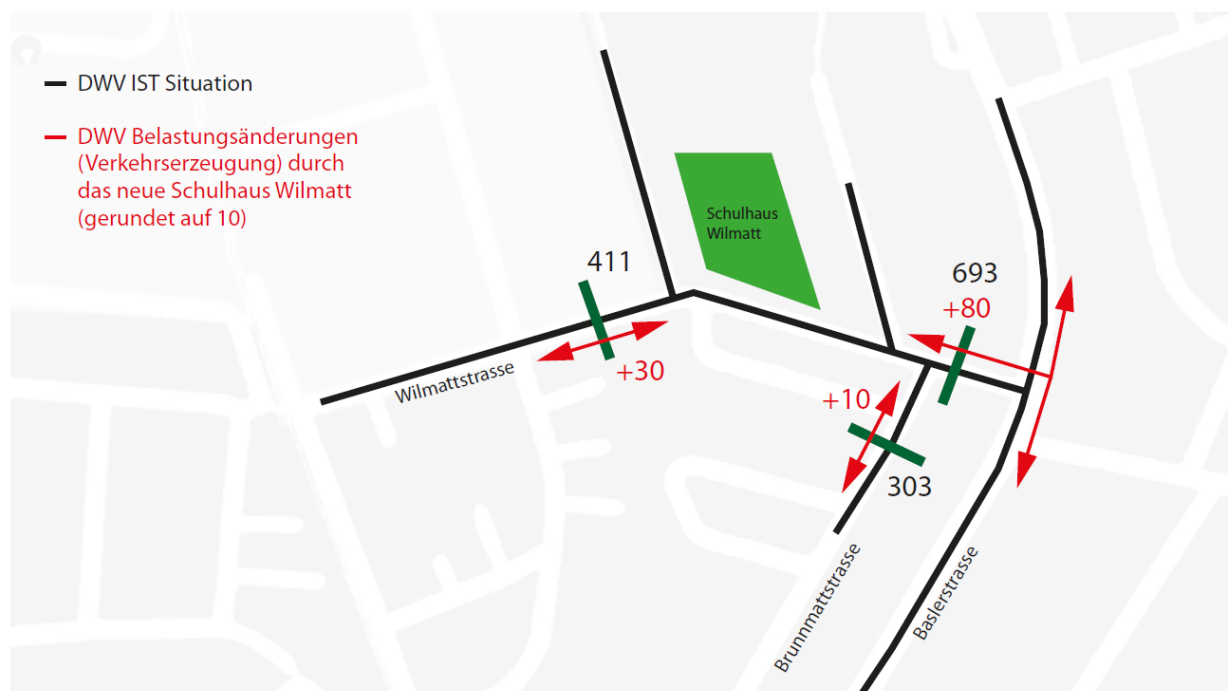 DWV IST Situation
DWV Belastungsänderungen
(Verkehrserzeugung) durch
das neue Schulhaus Wilmatt
(gerundet auf 10)
Schulhaus
Wilmatt
411
693
+80
+30
Wilmattstrasse
+10
303
Brunnmattstrasse
Baslerstrasse